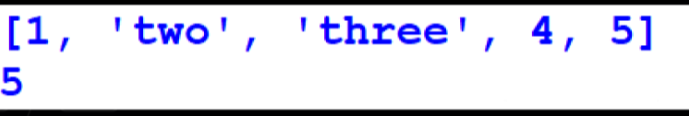 [1, 'two', 'three', 4, 5]
5